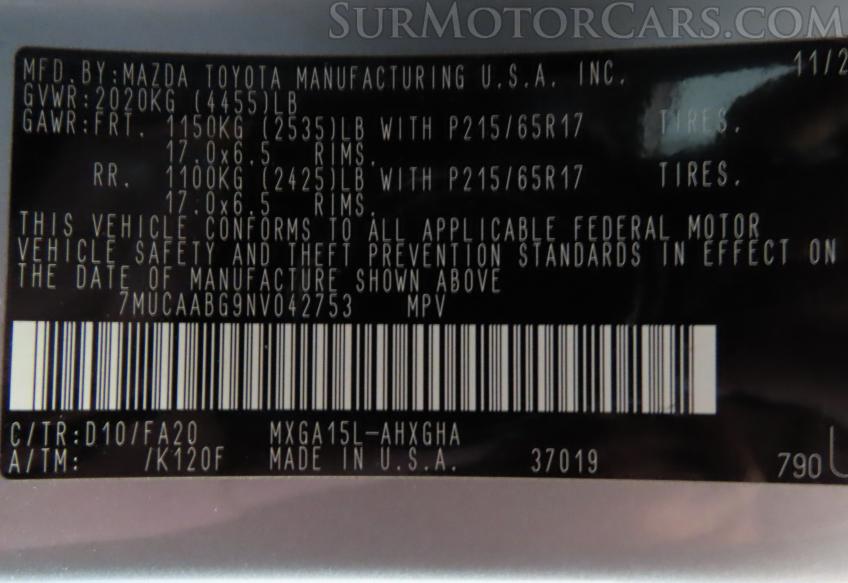 SurMotorCars.com
MFD. BY: MAZDA TOYOTA MANUFACTURING U.S.A. INC. 11/2
GVWR: 2020KG (4455)LB
GAWR: FRT. 1150KG (2535)LB WITH P215/65R17 TIRES.
17.0x6.5 RIMS.
RR. 1100KG (2425)LB WITH P215/65R17 TIRES.
17.0x6.5 RIMS.
THIS VEHICLE CONFORMS TO ALL APPLICABLE FEDERAL MOTOR
VEHICLE SAFETY AND THEFT PREVENTION STANDARDS IN EFFECT ON
THE DATE OF MANUFACTURE SHOWN ABOVE
7MUCAABG9NV042753 MPV
C/TR: D10/FA20 MXGA15L-AHXGHA
A/TM: /K120F MADE IN U.S.A. 37019 790